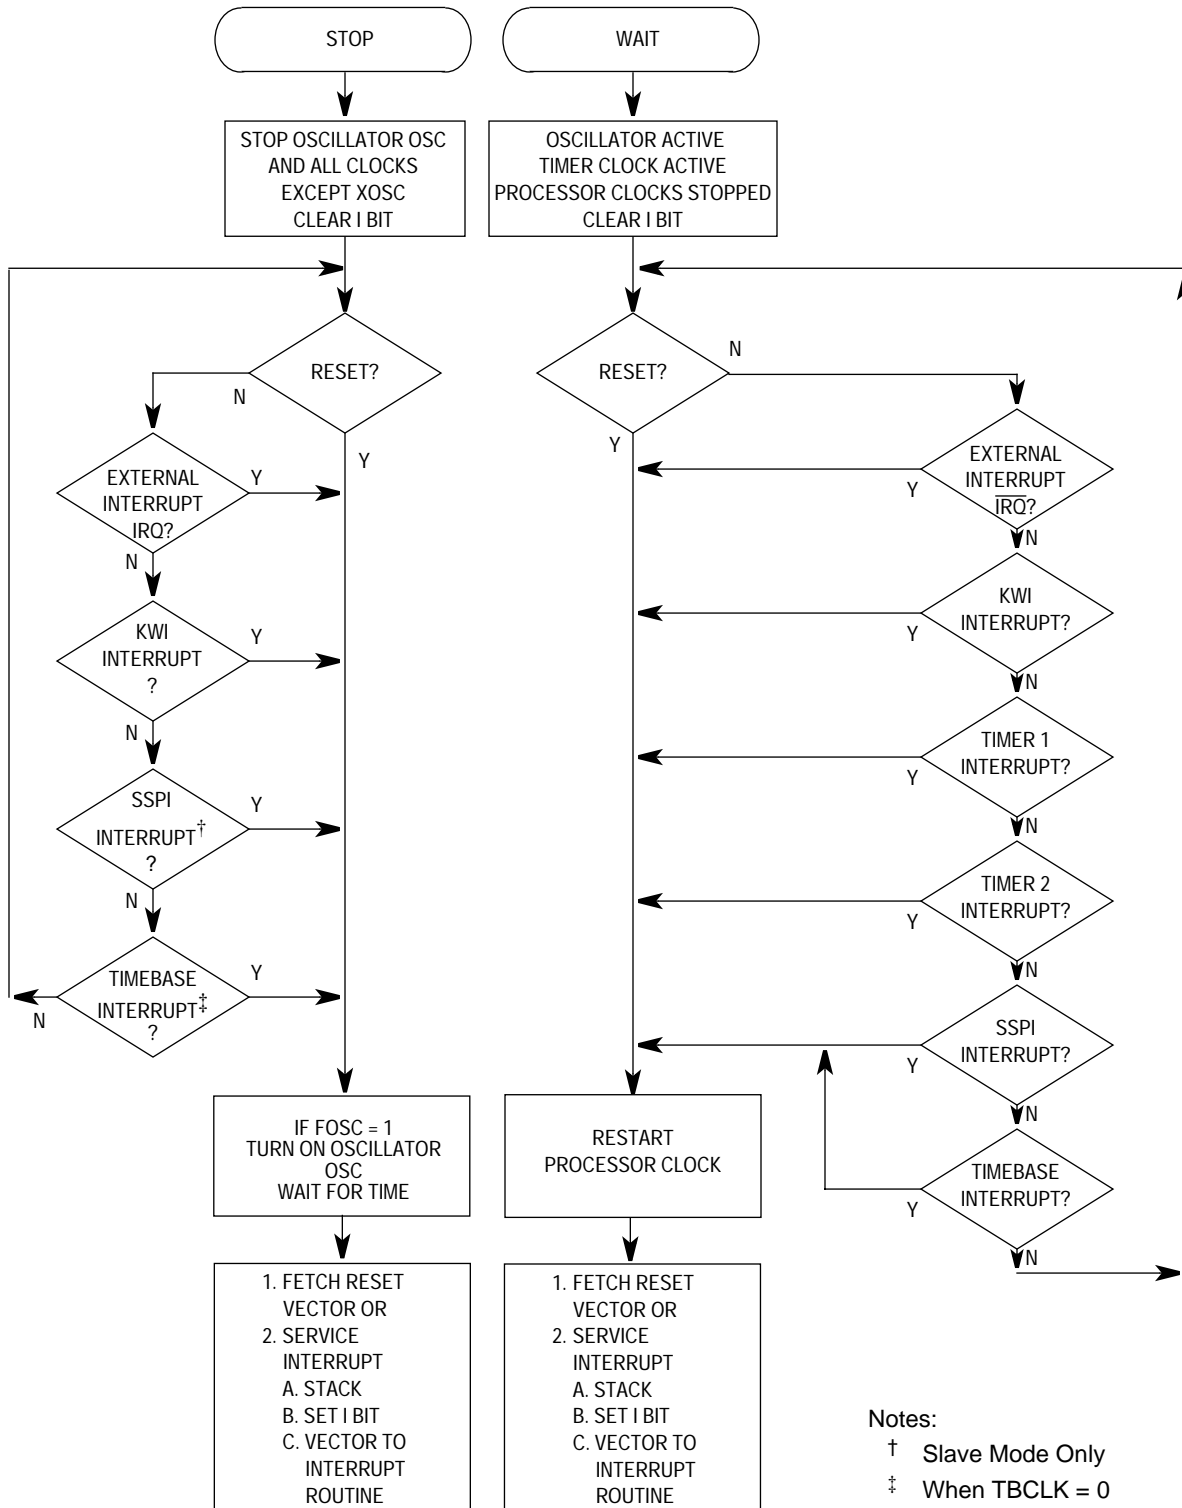 STOP
STOP OSCILLATOR OSC
AND ALL CLOCKS
EXCEPT XOSC
CLEAR I BIT
RESET?
N
Y
EXTERNAL
INTERRUPT
IRQ?
Y
N
KWI
INTERRUPT
?
Y
N
SSPI
INTERRUPT†
?
Y
N
TIMEBASE
INTERRUPT‡
?
Y
N
IF FOSC = 1
TURN ON OSCILLATOR
OSC
WAIT FOR TIME
1. FETCH RESET
VECTOR OR
2. SERVICE
INTERRUPT
A. STACK
B. SET I BIT
C. VECTOR TO
INTERRUPT
ROUTINE
WAIT
OSCILLATOR ACTIVE
TIMER CLOCK ACTIVE
PROCESSOR CLOCKS STOPPED
CLEAR I BIT
RESET?
N
Y
EXTERNAL
INTERRUPT
I̅R̅Q̅?
Y
N
KWI
INTERRUPT?
Y
N
TIMER 1
INTERRUPT?
Y
N
TIMER 2
INTERRUPT?
Y
N
SSPI
INTERRUPT?
Y
N
TIMEBASE
INTERRUPT?
Y
N
RESTART
PROCESSOR CLOCK
1. FETCH RESET
VECTOR OR
2. SERVICE
INTERRUPT
A. STACK
B. SET I BIT
C. VECTOR TO
INTERRUPT
ROUTINE
Notes:
† Slave Mode Only
‡ When TBCLK = 0